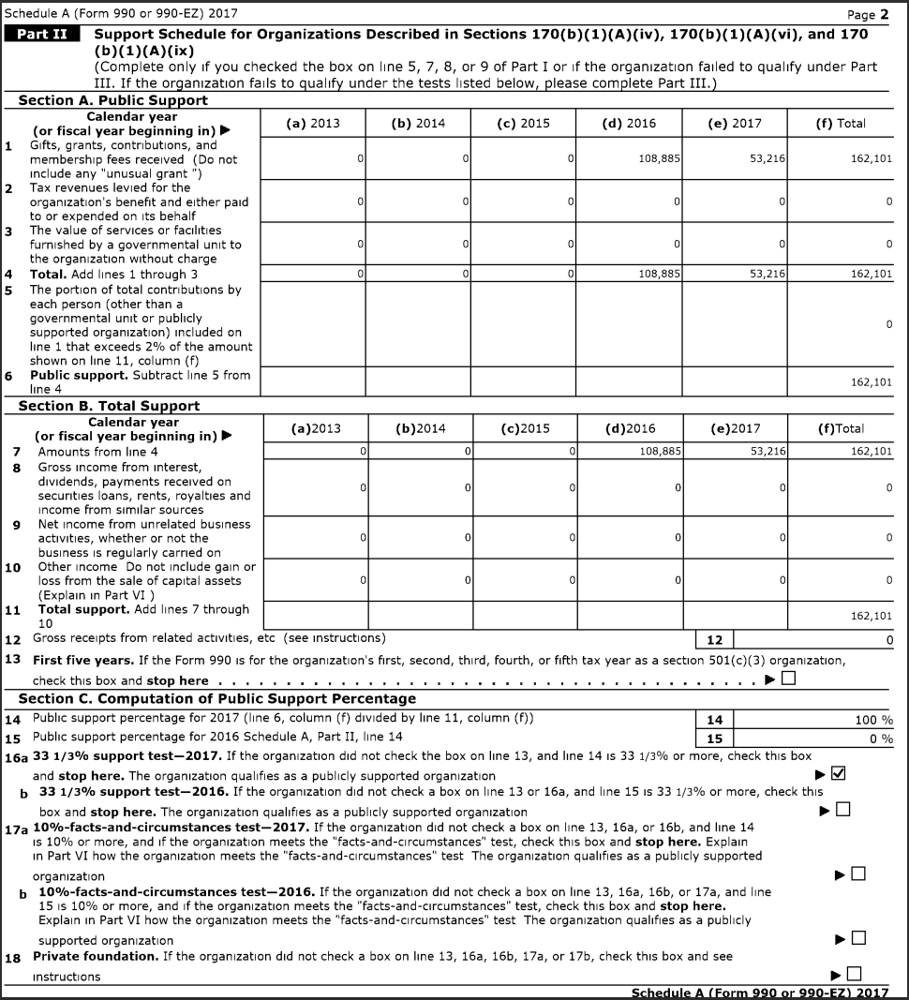 Schedule A (Form 990 or 990-EZ) 2017 Page 2
Part II Support Schedule for Organizations Described in Sections 170(b)(1)(A)(iv), 170(b)(1)(A)(vi), and 170
(b)(1)(A)(ix)
(Complete only if you checked the box on line 5, 7, 8, or 9 of Part I or if the organization failed to qualify under Part
III. If the organization fails to qualify under the tests listed below, please complete Part III.)
Section A. Public Support
Calendar year
(or fiscal year beginning in) ▶ (a) 2013 (b) 2014 (c) 2015 (d) 2016 (e) 2017 (f) Total
1 Gifts, grants, contributions, and
membership fees received (Do not
include any "unusual grant ") 0 0 0 108,885 53,216 162,101
2 Tax revenues levied for the
organization's benefit and either paid
to or expended on its behalf 0 0 0 0 0 0
3 The value of services or facilities
furnished by a governmental unit to
the organization without charge 0 0 0 0 0 0
4 Total. Add lines 1 through 3 0 0 0 108,885 53,216 162,101
5 The portion of total contributions by
each person (other than a
governmental unit or publicly
supported organization) included on
line 1 that exceeds 2% of the amount
shown on line 11, column (f) 0
6 Public support. Subtract line 5 from
line 4 162,101
Section B. Total Support
Calendar year
(or fiscal year beginning in) ▶ (a)2013 (b)2014 (c)2015 (d)2016 (e)2017 (f)Total
7 Amounts from line 4 0 0 0 108,885 53,216 162,101
8 Gross income from interest,
dividends, payments received on
securities loans, rents, royalties and
income from similar sources 0 0 0 0 0 0
9 Net income from unrelated business
activities, whether or not the
business is regularly carried on 0 0 0 0 0 0
10 Other income Do not include gain or
loss from the sale of capital assets
(Explain in Part VI ) 0 0 0 0 0 0
11 Total support. Add lines 7 through
10 162,101
12 Gross receipts from related activities, etc (see instructions) 12 0
13 First five years. If the Form 990 is for the organization's first, second, third, fourth, or fifth tax year as a section 501(c)(3) organization,
check this box and stop here . . . . . . . . . . . . . . . . . . . . . . . . . . . . . . . . . . . . . . ▶ ☐
Section C. Computation of Public Support Percentage
14 Public support percentage for 2017 (line 6, column (f) divided by line 11, column (f)) 14 100 %
15 Public support percentage for 2016 Schedule A, Part II, line 14 15 0 %
16a 33 1/3% support test—2017. If the organization did not check the box on line 13, and line 14 is 33 1/3% or more, check this box
and stop here. The organization qualifies as a publicly supported organization ▶ ☑
b 33 1/3% support test—2016. If the organization did not check a box on line 13 or 16a, and line 15 is 33 1/3% or more, check this
box and stop here. The organization qualifies as a publicly supported organization ▶ ☐
17a 10%-facts-and-circumstances test—2017. If the organization did not check a box on line 13, 16a, or 16b, and line 14
is 10% or more, and if the organization meets the "facts-and-circumstances" test, check this box and stop here. Explain
in Part VI how the organization meets the "facts-and-circumstances" test The organization qualifies as a publicly supported
organization ▶ ☐
b 10%-facts-and-circumstances test—2016. If the organization did not check a box on line 13, 16a, 16b, or 17a, and line
15 is 10% or more, and if the organization meets the "facts-and-circumstances" test, check this box and stop here.
Explain in Part VI how the organization meets the "facts-and-circumstances" test The organization qualifies as a publicly
supported organization ▶ ☐
18 Private foundation. If the organization did not check a box on line 13, 16a, 16b, 17a, or 17b, check this box and see
instructions ▶ ☐
Schedule A (Form 990 or 990-EZ) 2017